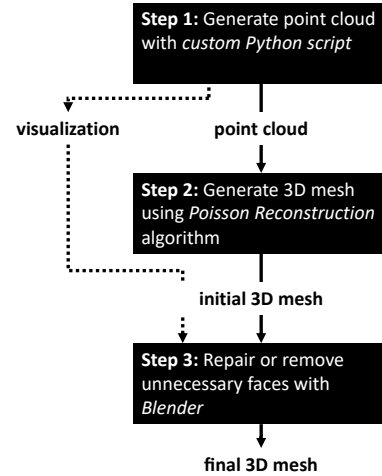 Step 1: Generate point cloud
with custom Python script
visualization
point cloud
Step 2: Generate 3D mesh
using Poisson Reconstruction
algorithm
initial 3D mesh
Step 3: Repair or remove
unnecessary faces with
Blender
final 3D mesh